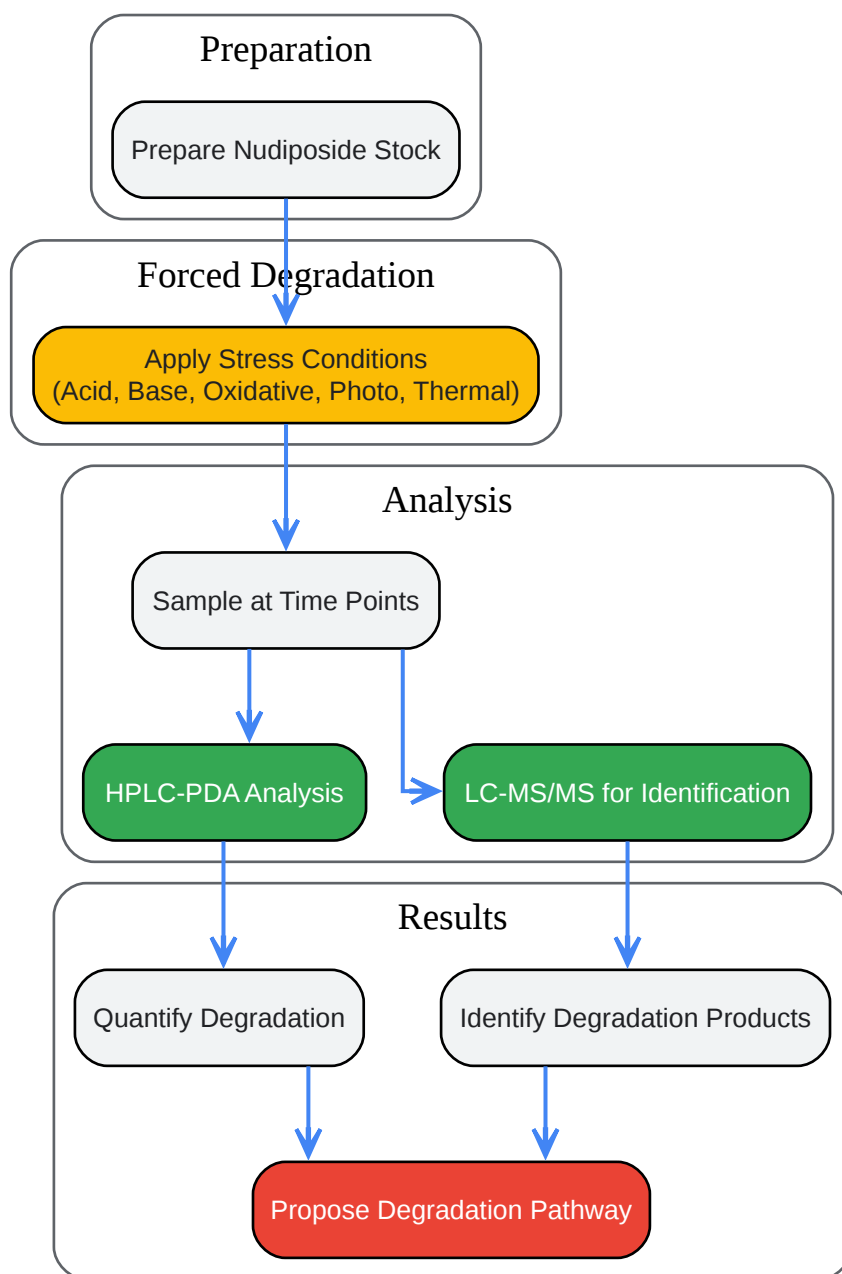 Preparation
Prepare Nudiposide Stock
Forced Degradation
Apply Stress Conditions
(Acid, Base, Oxidative, Photo, Thermal)
Analysis
Sample at Time Points
HPLC-PDA Analysis
LC-MS/MS for Identification
Results
Quantify Degradation
Identify Degradation Products
Propose Degradation Pathway